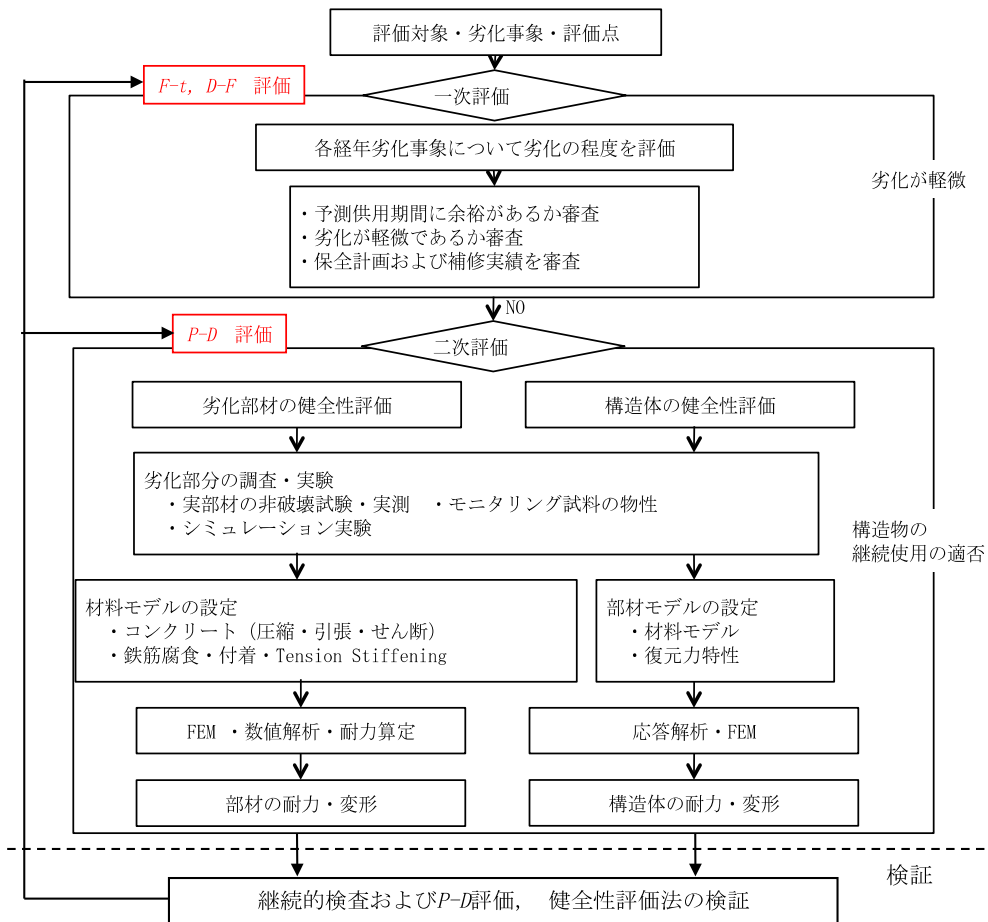 評価対象・劣化事象・評価点
F-t, D-F 評価
一次評価
各経年劣化事象について劣化の程度を評価
劣化が軽微
・予測供用期間に余裕があるか審査
・劣化が軽微であるか審査
・保全計画および補修実績を審査
NO
P-D 評価
二次評価
劣化部材の健全性評価
構造体の健全性評価
劣化部分の調査・実験
・実部材の非破壊試験・実測 ・モニタリング試料の物性
・シミュレーション実験
構造物の
継続使用の適否
材料モデルの設定
・コンクリート（圧縮・引張・せん断）
・鉄筋腐食・付着・Tension Stiffening
部材モデルの設定
・材料モデル
・復元力特性
FEM ・数値解析・耐力算定
応答解析・FEM
部材の耐力・変形
構造体の耐力・変形
検証
継続的検査およびP-D評価, 健全性評価法の検証